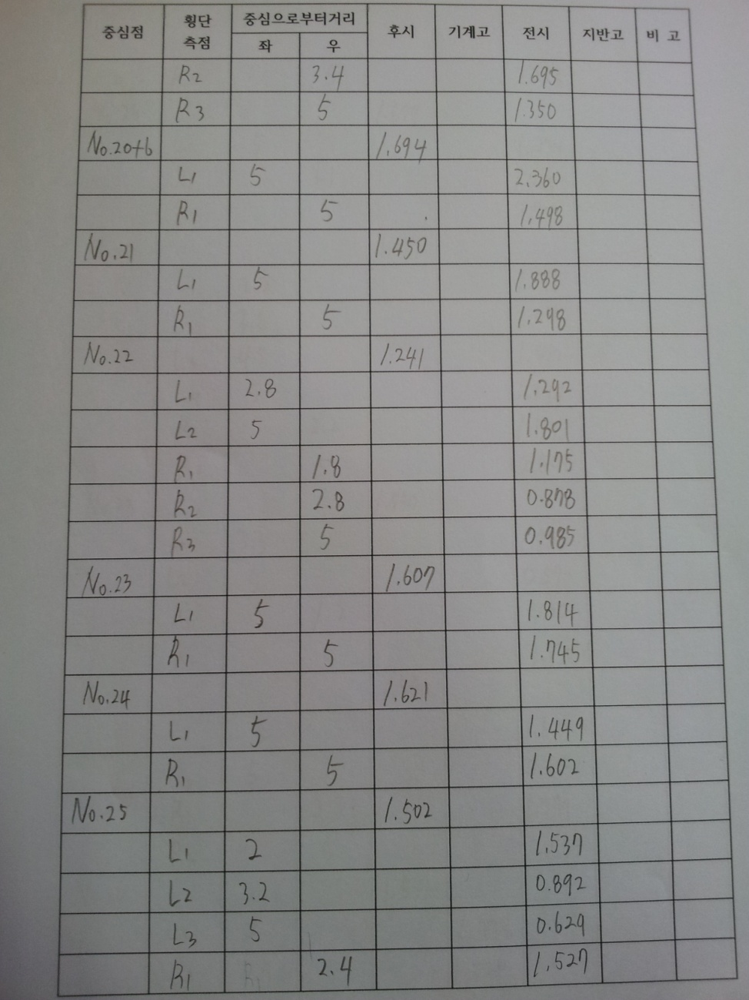 중심점 횡단측점 중심으로부터거리 좌 우 후시 기계고 전시 지반고 비 고
R2 3.4 1.695
R3 5 1.350
No.20+6 1.694
L1 5 2.360
R1 5 1.498
No.21 1.450
L1 5 1.888
R1 5 1.298
No.22 1.241
L1 2.8 1.292
L2 5 1.801
R1 1.8 1.175
R2 2.8 0.878
R3 5 0.985
No.23 1.607
L1 5 1.814
R1 5 1.745
No.24 1.621
L1 5 1.449
R1 5 1.602
No.25 1.502
L1 2 1.537
L2 3.2 0.892
L3 5 0.629
R1 2.4 1.527